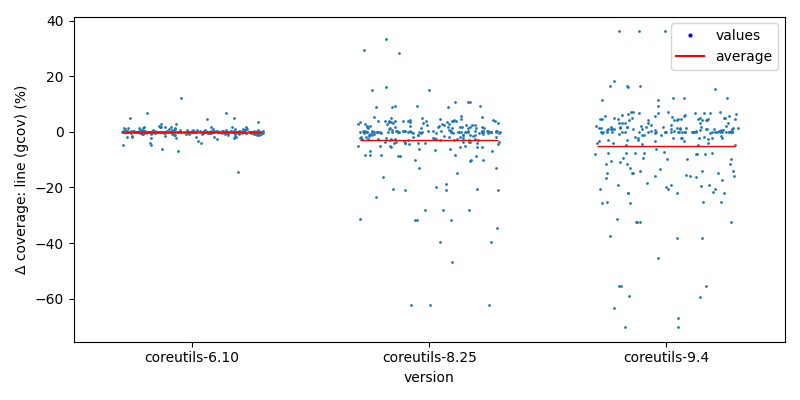 Δ coverage: line (gcov) (%)
40
20
0
−20
−40
−60
values
average
coreutils-6.10
coreutils-8.25
coreutils-9.4
version